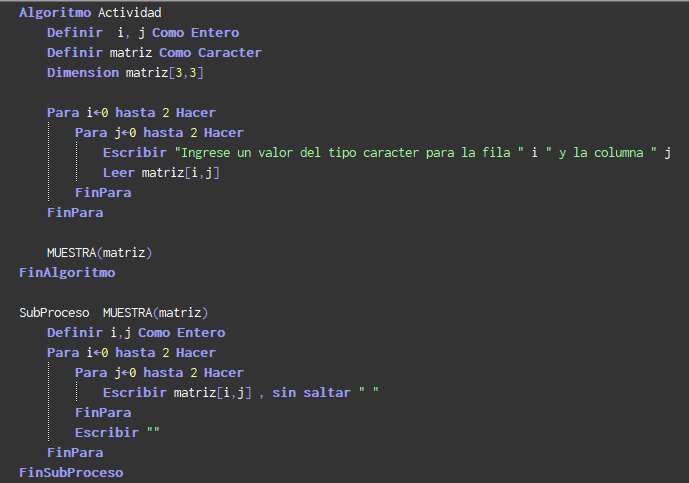 Algoritmo Actividad
Definir i, j Como Entero
Definir matriz Como Caracter
Dimension matriz[3,3]
Para i←0 hasta 2 Hacer
Para j←0 hasta 2 Hacer
Escribir "Ingrese un valor del tipo caracter para la fila " i " y la columna " j
Leer matriz[i,j]
FinPara
FinPara
MUESTRA(matriz)
FinAlgoritmo
SubProceso MUESTRA(matriz)
Definir i,j Como Entero
Para i←0 hasta 2 Hacer
Para j←0 hasta 2 Hacer
Escribir matriz[i,j] , sin saltar " "
FinPara
Escribir ""
FinPara
FinSubProceso